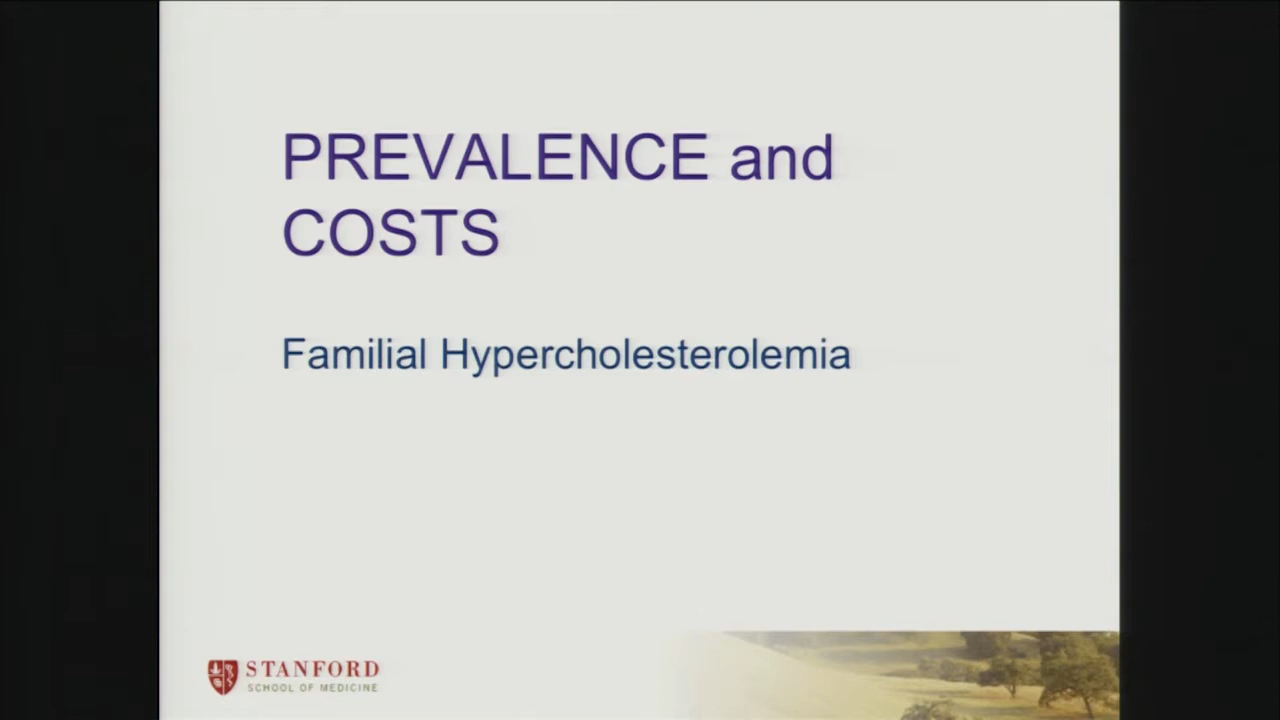 PREVALENCE and
COSTS
Familial Hypercholesterolemia
STANFORD
SCHOOL OF MEDICINE